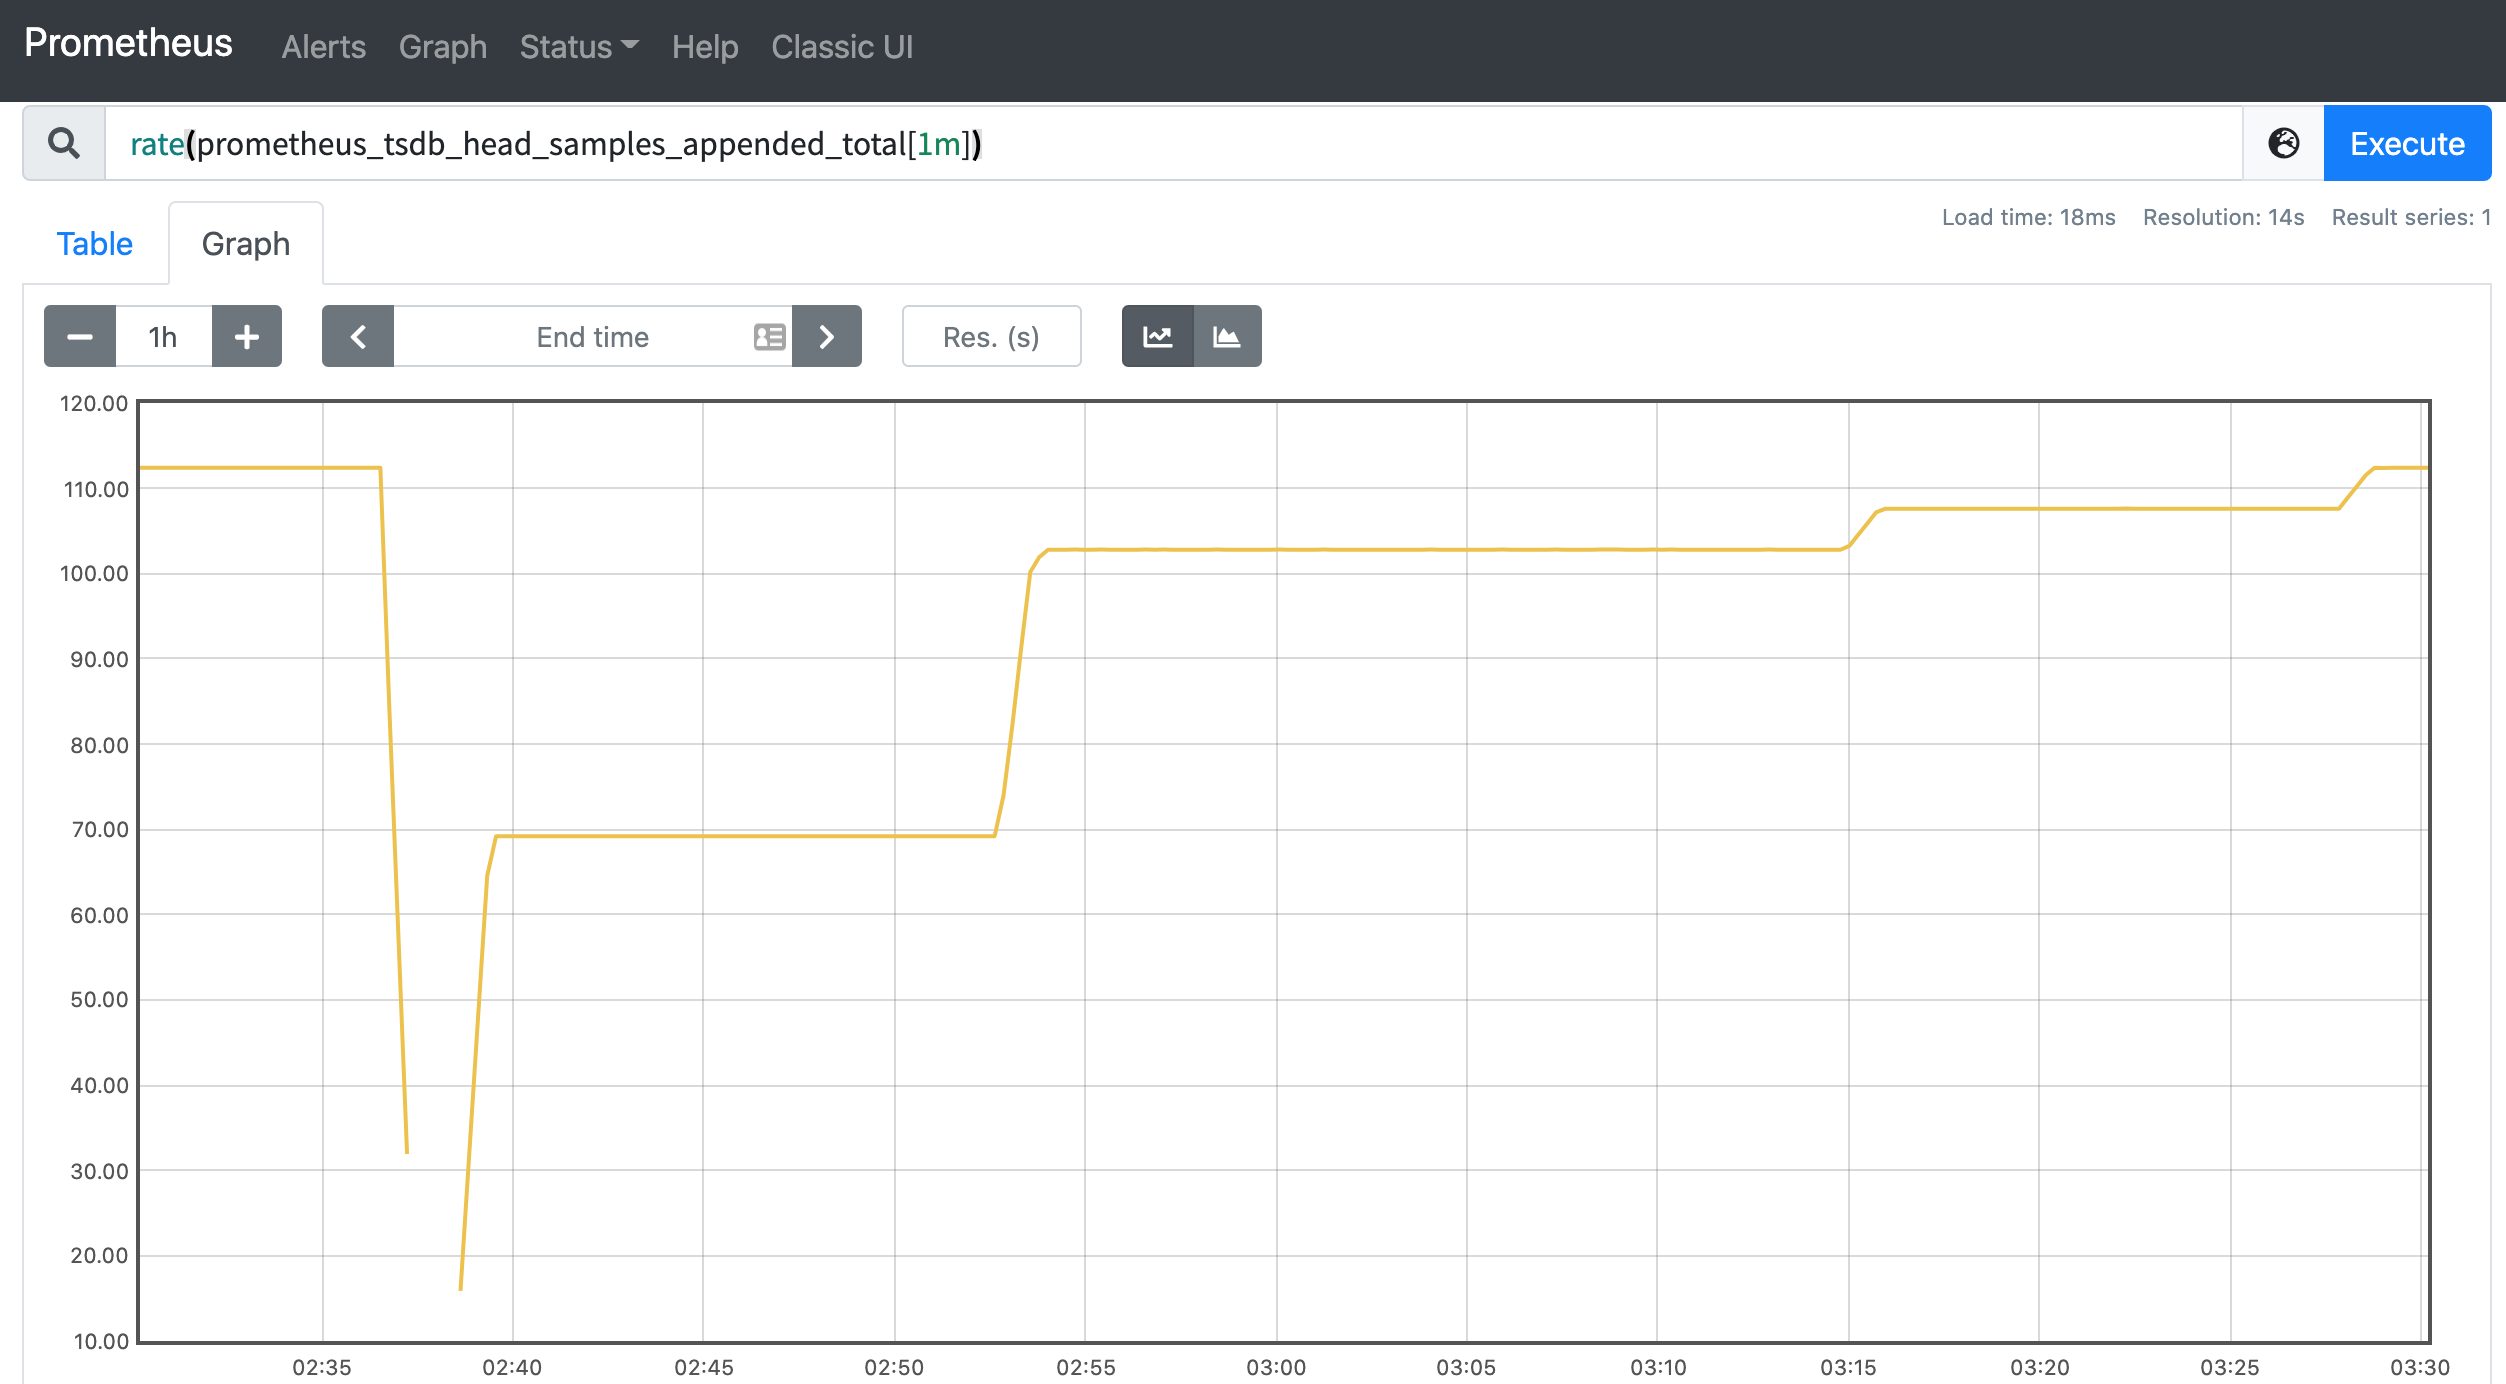 Prometheus Alerts Graph Status Help Classic UI
rate(prometheus_tsdb_head_samples_appended_total[1m]) Execute
Load time: 18ms Resolution: 14s Result series: 1
Table Graph
1h End time Res. (s)
120.00
110.00
100.00
90.00
80.00
70.00
60.00
50.00
40.00
30.00
20.00
10.00
02:35 02:40 02:45 02:50 02:55 03:00 03:05 03:10 03:15 03:20 03:25 03:30